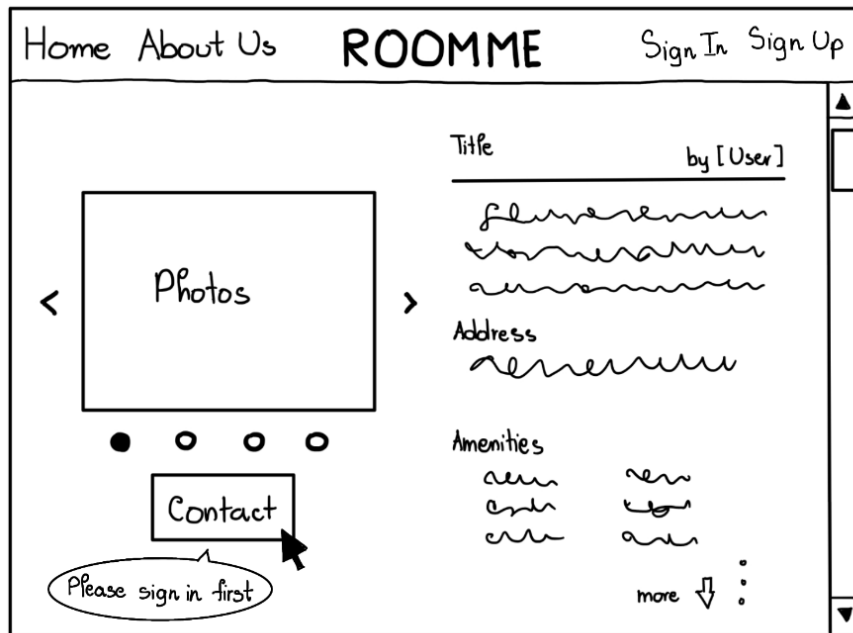 Home About Us ROOMME Sign In Sign Up
Title
by [User]
Photos
<
>
Address
Amenities
Contact
Please sign in first
more